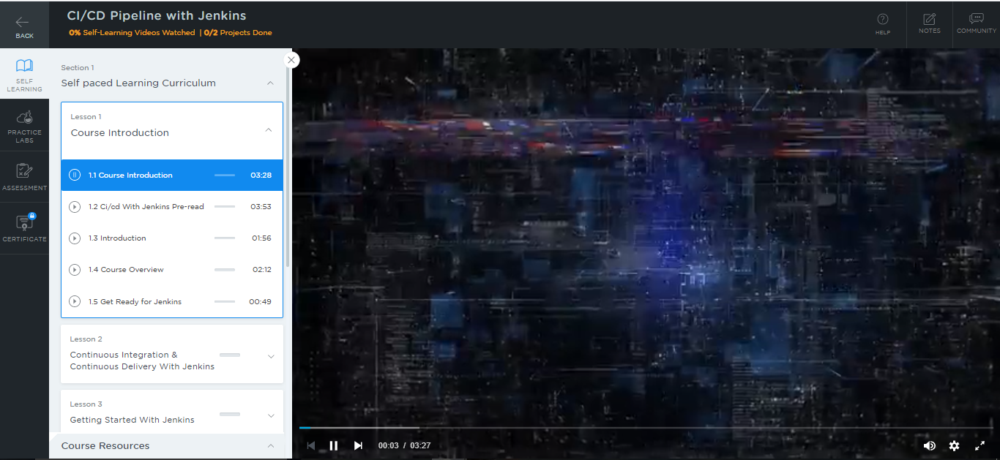 BACK
CI/CD Pipeline with Jenkins
0% Self-Learning Videos Watched | 0/2 Projects Done
HELP
NOTES
COMMUNITY
SELF
LEARNING
PRACTICE
LABS
ASSESSMENT
CERTIFICATE
Section 1
Self paced Learning Curriculum
Lesson 1
Course Introduction
1.1 Course Introduction 03:28
1.2 Ci/cd With Jenkins Pre-read 03:53
1.3 Introduction 01:56
1.4 Course Overview 02:12
1.5 Get Ready for Jenkins 00:49
Lesson 2
Continuous Integration &
Continuous Delivery With Jenkins
Lesson 3
Getting Started With Jenkins
Course Resources
00:03 / 03:27